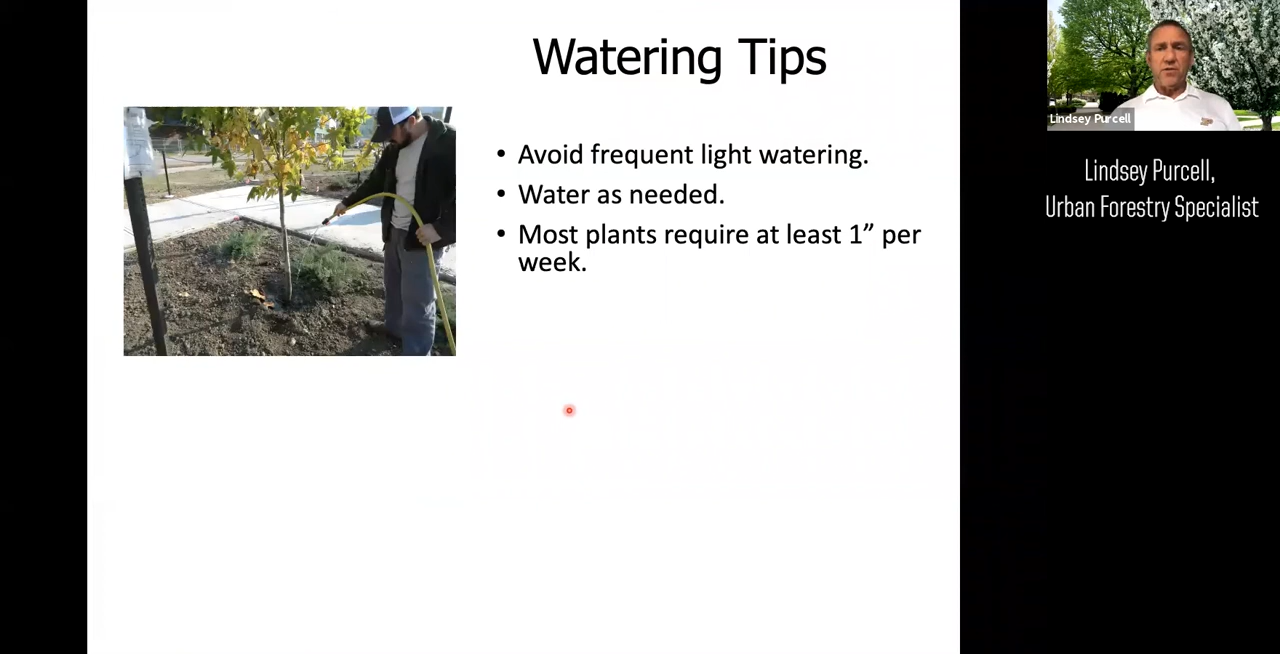 Watering Tips
• Avoid frequent light watering.
• Water as needed.
• Most plants require at least 1” per
week.
Lindsey Purcell
Lindsey Purcell,
Urban Forestry Specialist